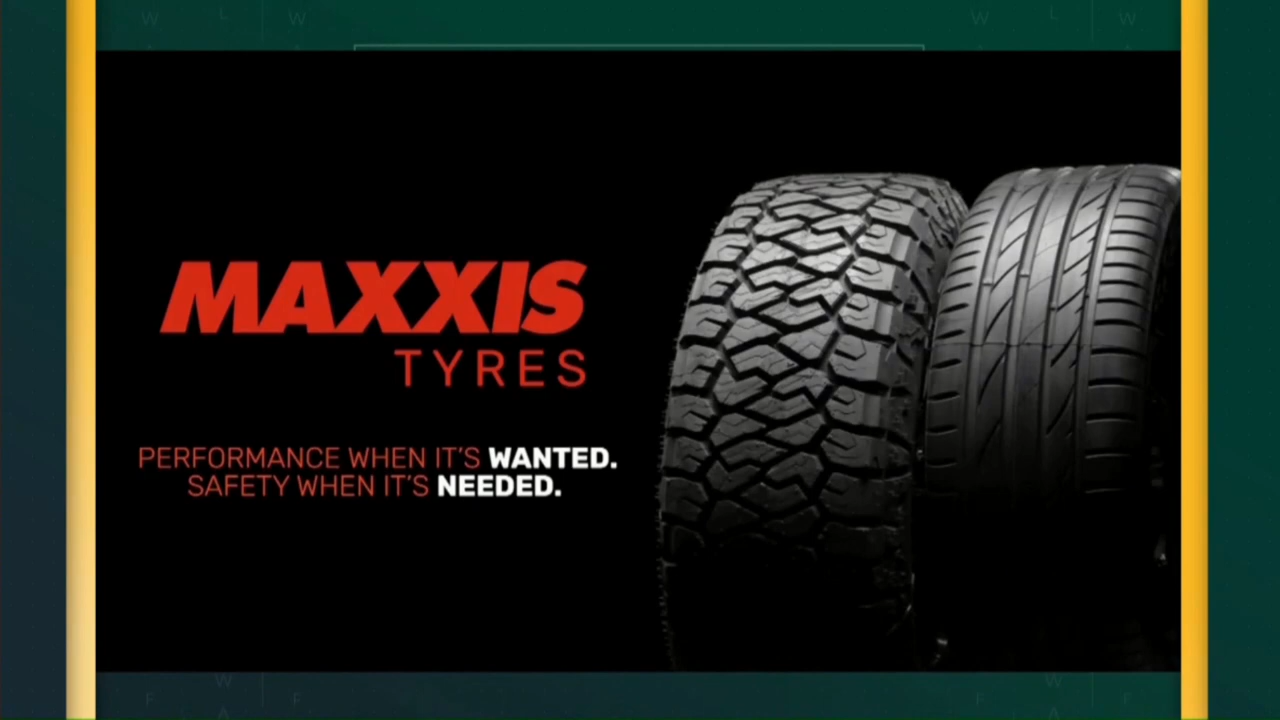 MAXXIS
TYRES
PERFORMANCE WHEN IT'S WANTED.
SAFETY WHEN IT'S NEEDED.